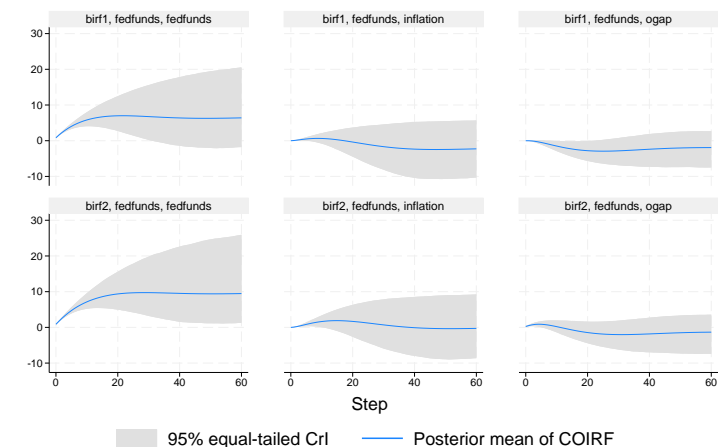 birf1, fedfunds, fedfunds
birf1, fedfunds, inflation
birf1, fedfunds, ogap
30
20
10
0
-10
birf2, fedfunds, fedfunds
birf2, fedfunds, inflation
birf2, fedfunds, ogap
30
20
10
0
-10
0 20 40 60
0 20 40 60
0 20 40 60
Step
95% equal-tailed CrI
Posterior mean of COIRF